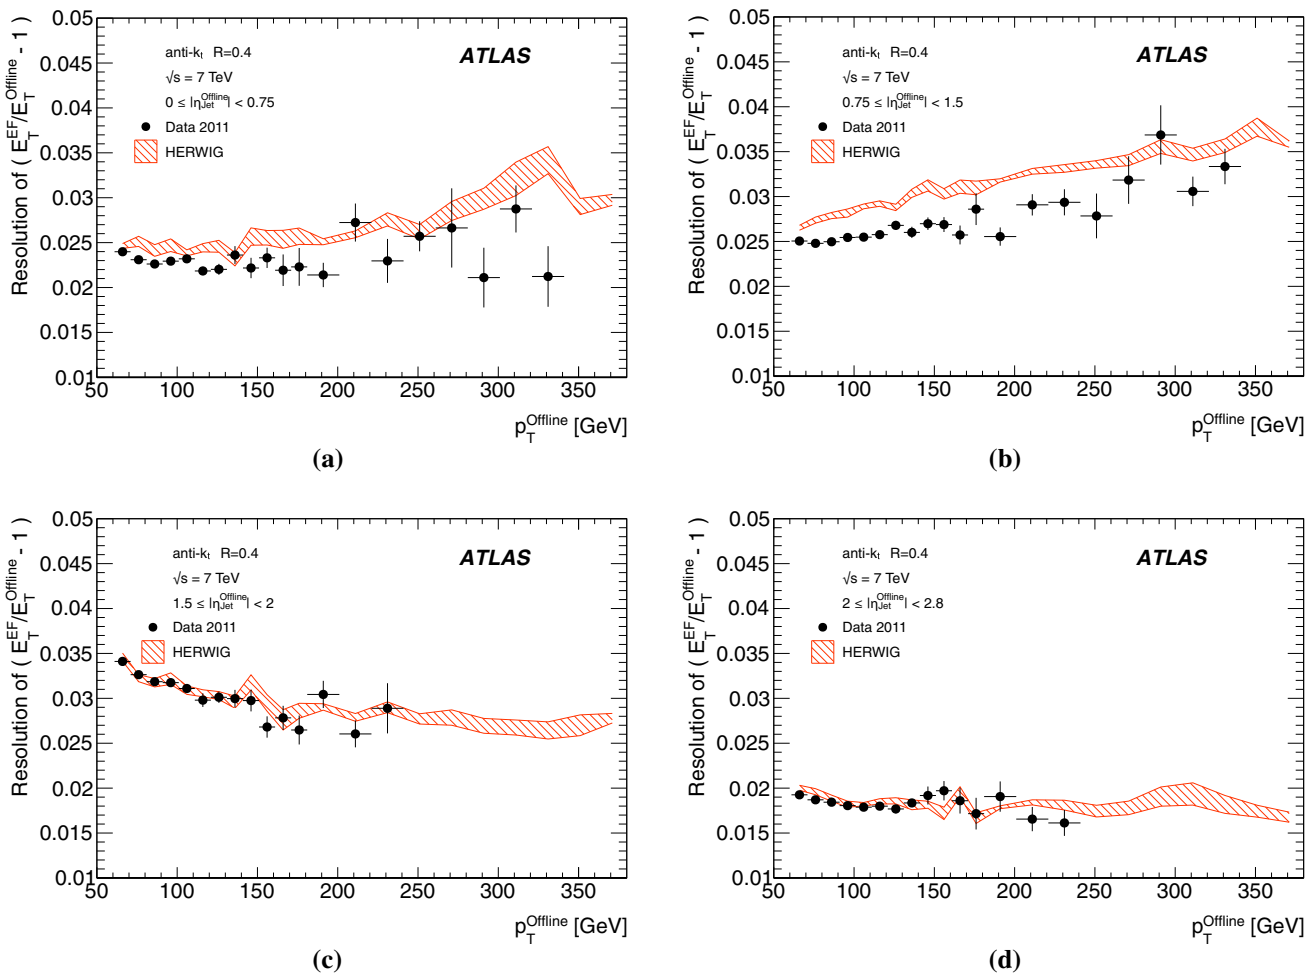 Resolution of ( E_T^EF/E_T^Offline - 1 )
0.05
0.045
0.04
0.035
0.03
0.025
0.02
0.015
0.01
anti-k_t R=0.4
√s = 7 TeV
0 ≤ |η_Jet^Offline| < 0.75
Data 2011
HERWIG
ATLAS
50 100 150 200 250 300 350
p_T^Offline [GeV]
(a)
Resolution of ( E_T^EF/E_T^Offline - 1 )
0.05
0.045
0.04
0.035
0.03
0.025
0.02
0.015
0.01
anti-k_t R=0.4
√s = 7 TeV
0.75 ≤ |η_Jet^Offline| < 1.5
Data 2011
HERWIG
ATLAS
50 100 150 200 250 300 350
p_T^Offline [GeV]
(b)
Resolution of ( E_T^EF/E_T^Offline - 1 )
0.05
0.045
0.04
0.035
0.03
0.025
0.02
0.015
0.01
anti-k_t R=0.4
√s = 7 TeV
1.5 ≤ |η_Jet^Offline| < 2
Data 2011
HERWIG
ATLAS
50 100 150 200 250 300 350
p_T^Offline [GeV]
(c)
Resolution of ( E_T^EF/E_T^Offline - 1 )
0.05
0.045
0.04
0.035
0.03
0.025
0.02
0.015
0.01
anti-k_t R=0.4
√s = 7 TeV
2 ≤ |η_Jet^Offline| < 2.8
Data 2011
HERWIG
ATLAS
50 100 150 200 250 300 350
p_T^Offline [GeV]
(d)